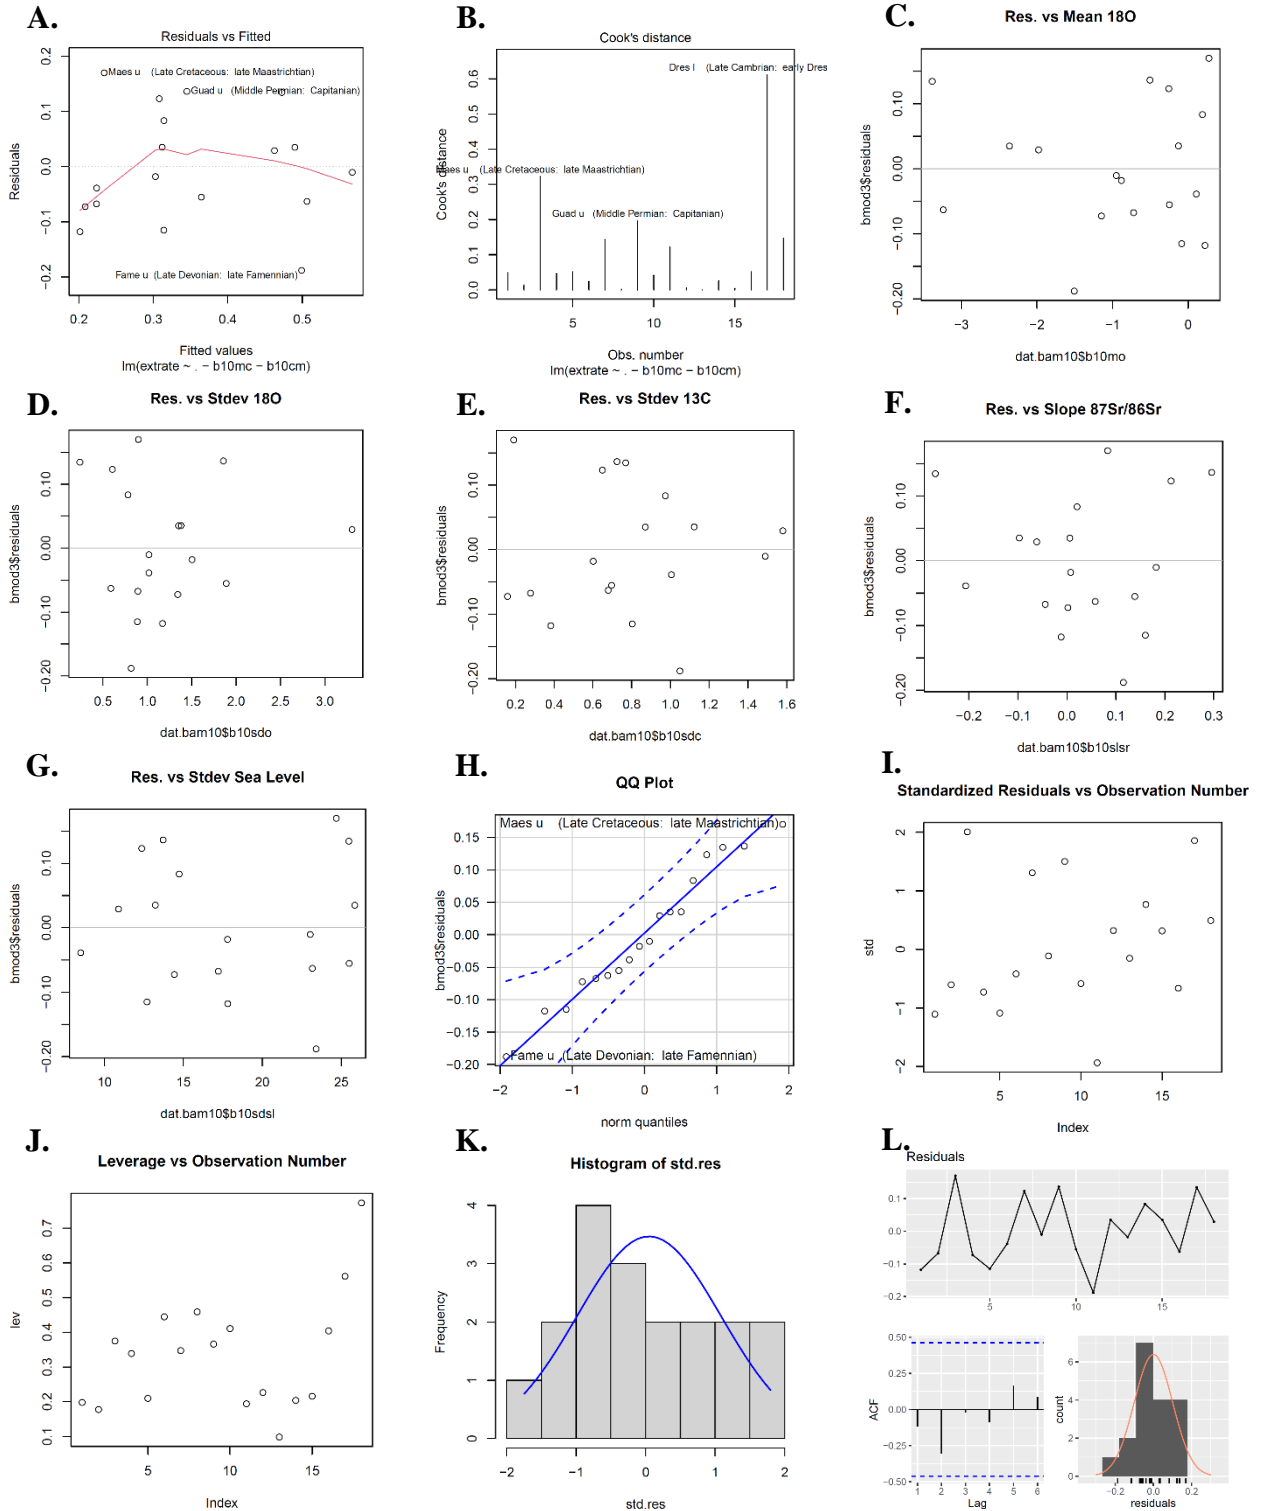 A.
Residuals vs Fitted
Residuals
0.2
0.1
0.0
−0.1
−0.2
Maes u (Late Cretaceous: late Maastrichtian)
Guad u (Middle Permian: Capitanian)
Fame u (Late Devonian: late Famennian)
0.2 0.3 0.4 0.5
Fitted values
lm(extrate ~ . − b10mc − b10cm)
B.
Cook's distance
Cook's distance
0.6
0.5
0.4
0.3
0.2
0.1
0.0
Dres l (Late Cambrian: early Dres
Maes u (Late Cretaceous: late Maastrichtian)
Guad u (Middle Permian: Capitanian)
5 10 15
Obs. number
lm(extrate ~ . − b10mc − b10cm)
C.
Res. vs Mean 18O
bmod3$residuals
0.10
0.00
−0.10
−0.20
−3 −2 −1 0
dat.bam10$b10mo
D.
Res. vs Stdev 18O
bmod3$residuals
0.10
0.00
−0.10
−0.20
0.5 1.0 1.5 2.0 2.5 3.0
dat.bam10$b10sdo
E.
Res. vs Stdev 13C
bmod3$residuals
0.10
0.00
−0.10
−0.20
0.2 0.4 0.6 0.8 1.0 1.2 1.4 1.6
dat.bam10$b10sdc
F.
Res. vs Slope 87Sr/86Sr
bmod3$residuals
0.10
0.00
−0.10
−0.20
−0.2 −0.1 0.0 0.1 0.2 0.3
dat.bam10$b10slsr
G.
Res. vs Stdev Sea Level
bmod3$residuals
0.10
0.00
−0.10
−0.20
10 15 20 25
dat.bam10$b10sdsl
H.
QQ Plot
bmod3$residuals
0.15
0.10
0.05
0.00
−0.05
−0.10
−0.15
−0.20
Maes u (Late Cretaceous: late Maastrichtian)
Fame u (Late Devonian: late Famennian)
−2 −1 0 1 2
norm quantiles
I.
Standardized Residuals vs Observation Number
std
2
1
0
−1
−2
5 10 15
Index
J.
Leverage vs Observation Number
lev
0.7
0.6
0.5
0.4
0.3
0.2
0.1
5 10 15
Index
K.
Histogram of std.res
Frequency
4
3
2
1
0
−2 −1 0 1 2
std.res
L.
Residuals
0.1
0.0
−0.1
−0.2
5 10 15
ACF
0.50
0.25
0.00
−0.25
−0.50
1 2 3 4 5 6
Lag
count
6
4
2
0
−0.2 0.0 0.2
residuals